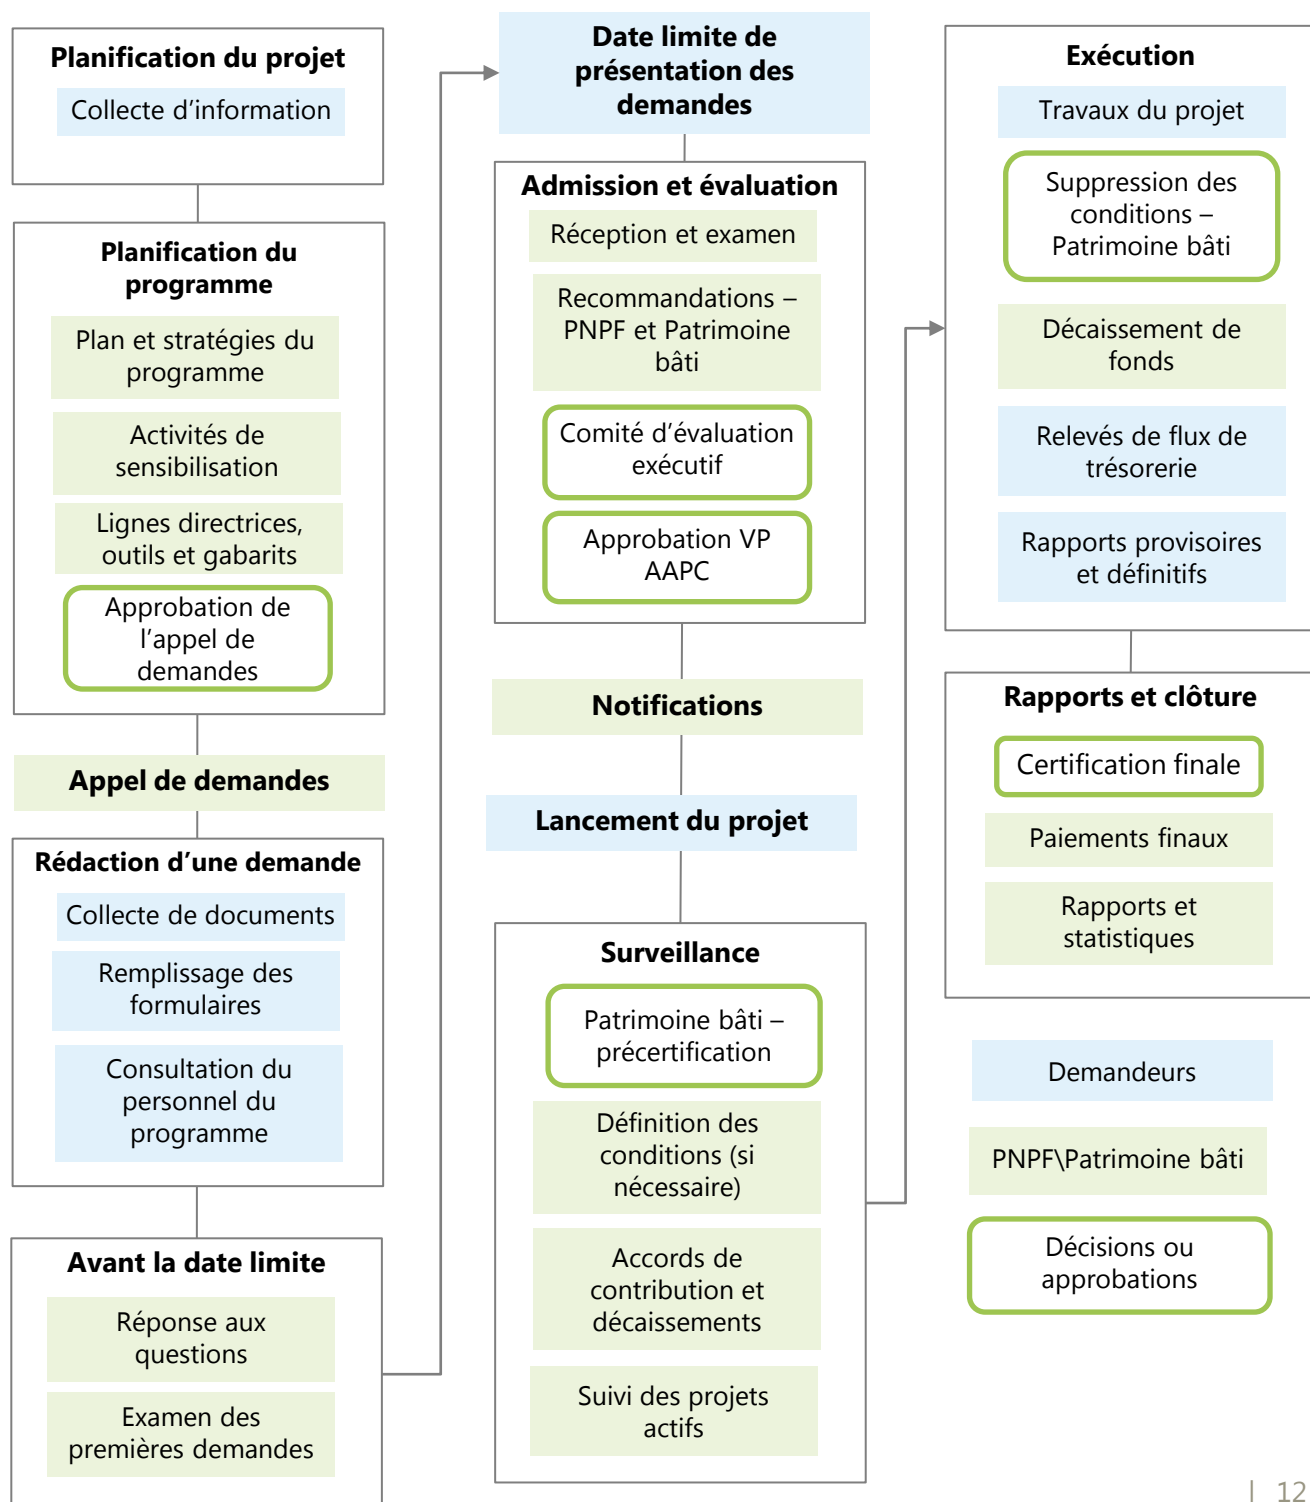 Planification du projet
Collecte d’information
Planification du
programme
Plan et stratégies du
programme
Activités de
sensibilisation
Lignes directrices,
outils et gabarits
Approbation de
l’appel de
demandes
Appel de demandes
Rédaction d’une demande
Collecte de documents
Remplissage des
formulaires
Consultation du
personnel du
programme
Avant la date limite
Réponse aux
questions
Examen des
premières demandes
Date limite de
présentation des
demandes
Admission et évaluation
Réception et examen
Recommandations –
PNPF et Patrimoine
bâti
Comité d’évaluation
exécutif
Approbation VP
AAPC
Notifications
Lancement du projet
Surveillance
Patrimoine bâti –
précertification
Définition des
conditions (si
nécessaire)
Accords de
contribution et
décaissements
Suivi des projets
actifs
Exécution
Travaux du projet
Suppression des
conditions –
Patrimoine bâti
Décaissement de
fonds
Relevés de flux de
trésorerie
Rapports provisoires
et définitifs
Rapports et clôture
Certification finale
Paiements finaux
Rapports et
statistiques
Demandeurs
PNPF\Patrimoine bâti
Décisions ou
approbations
| 12